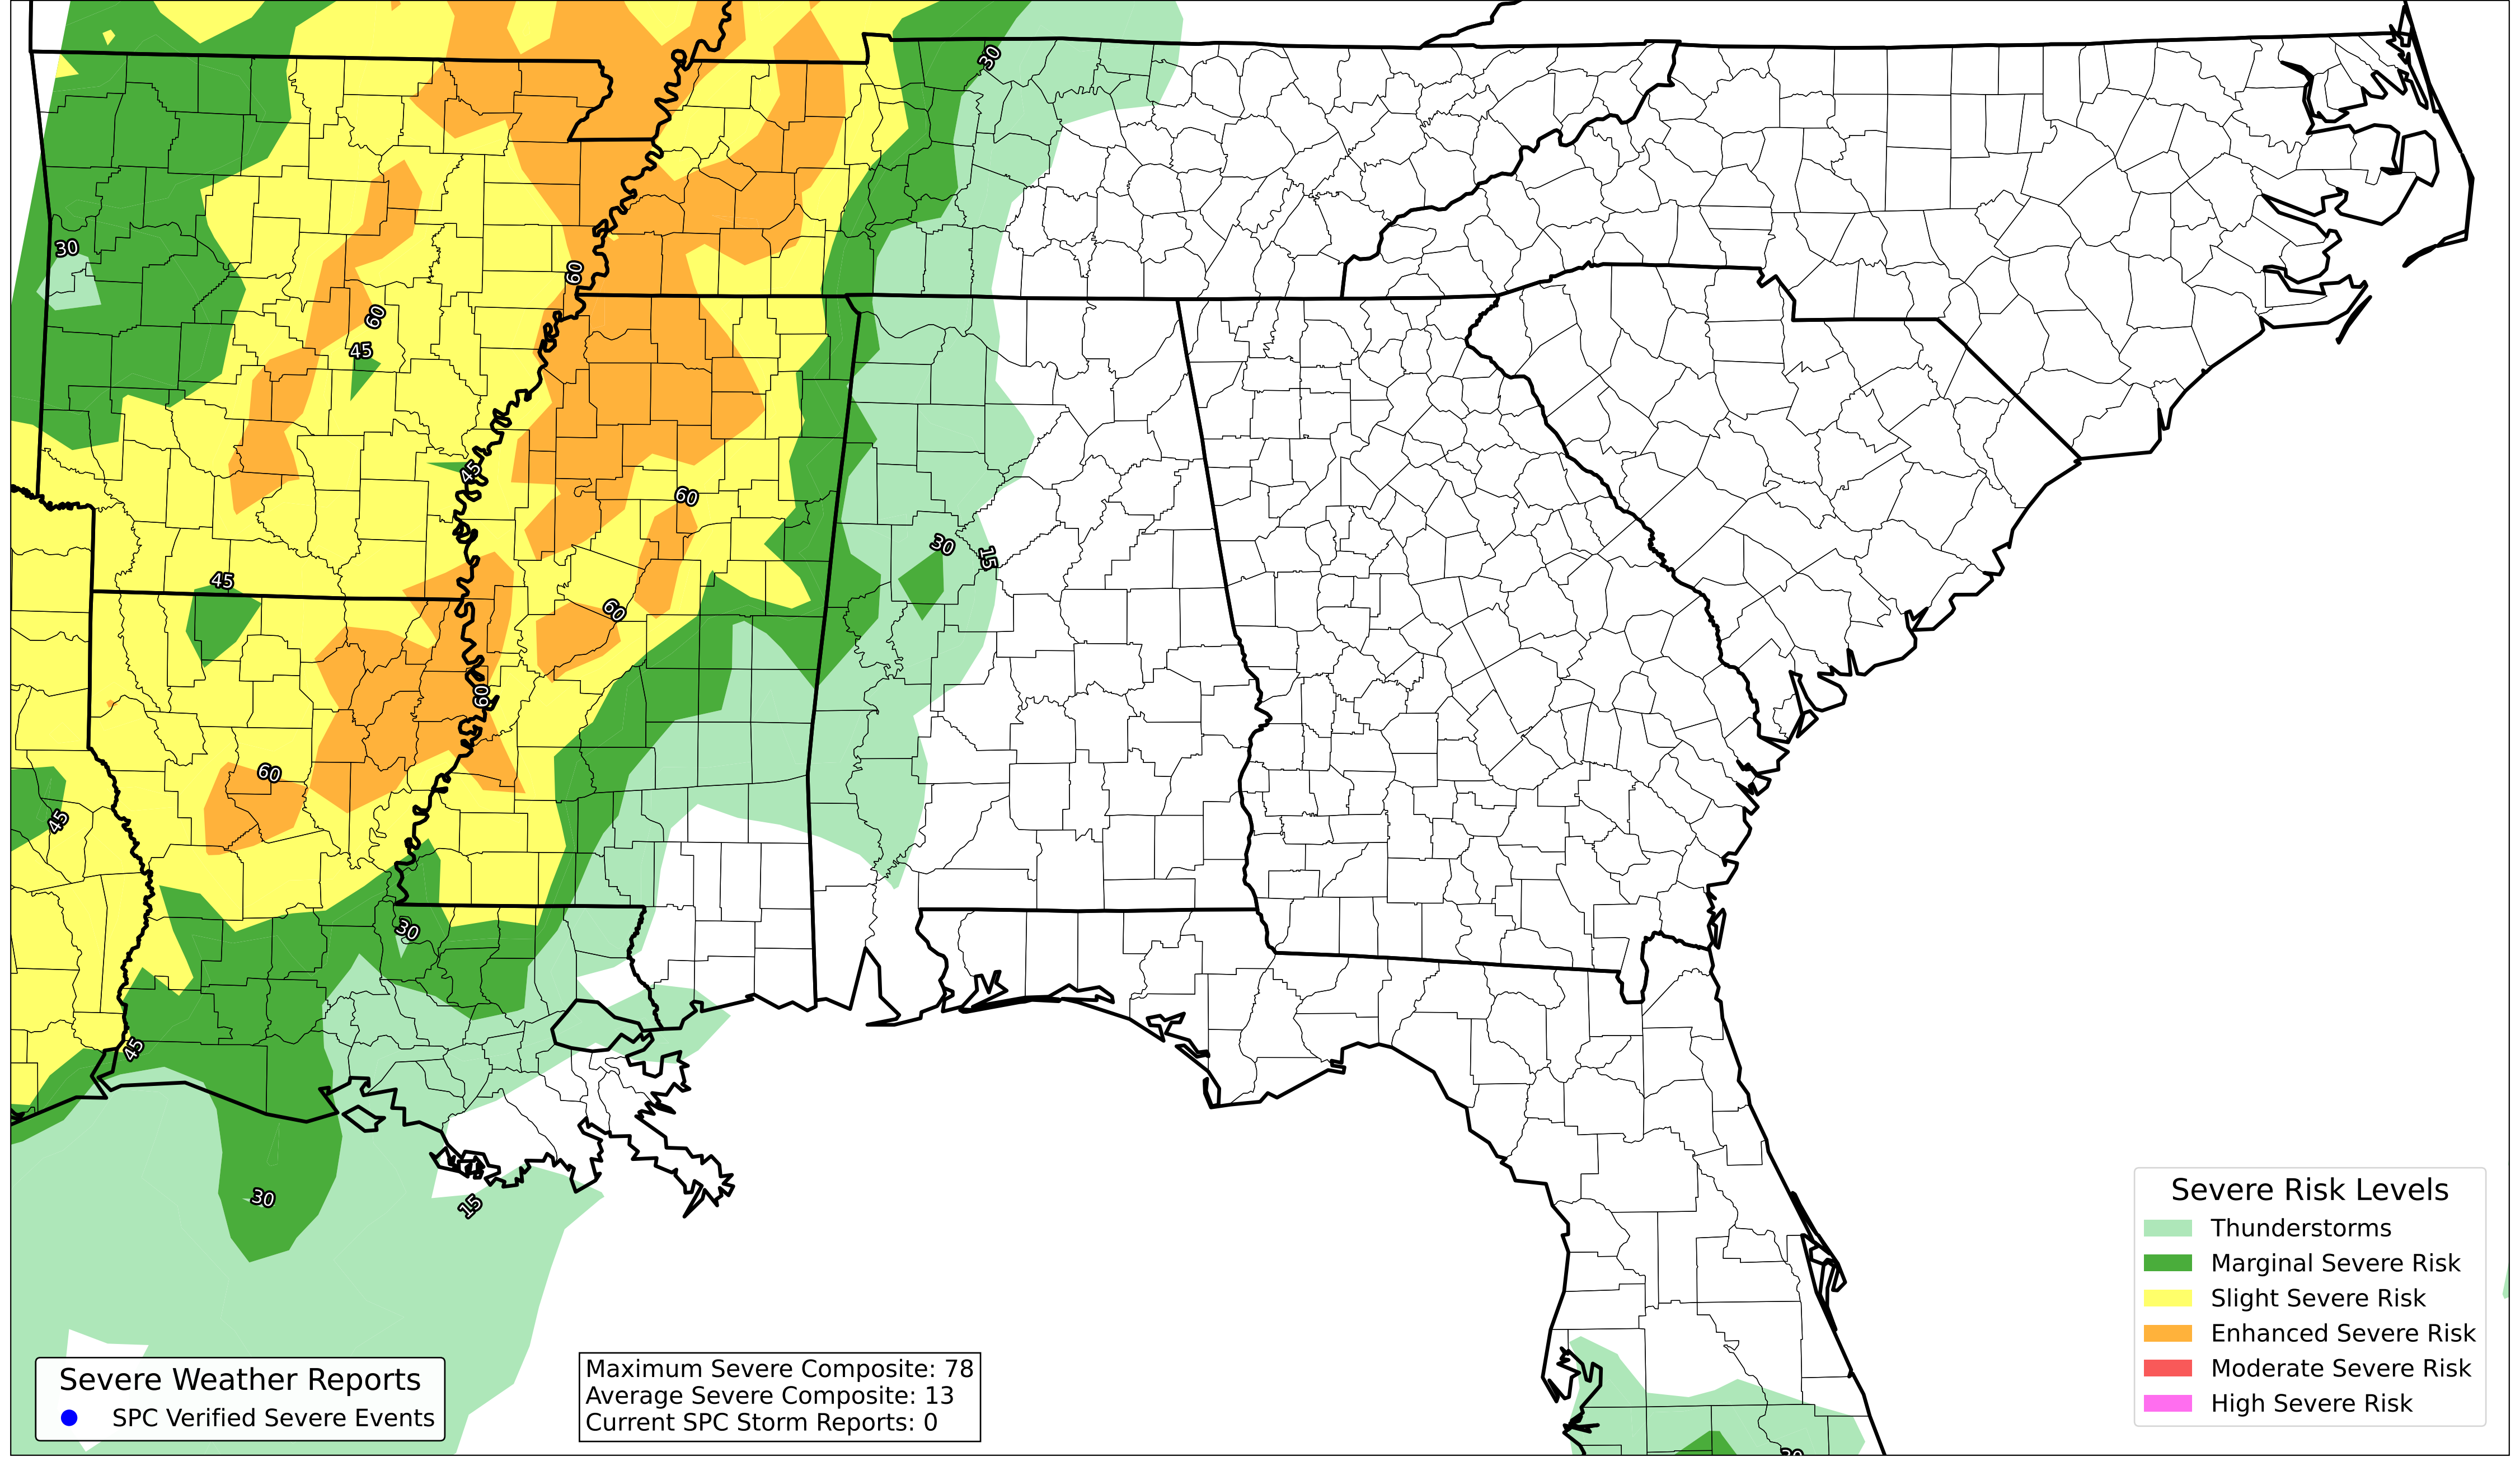 30
30
60
60
45
45
60
30
15
45
60
60
60
45
30
45
30
15
Severe Risk Levels
Thunderstorms
Marginal Severe Risk
Slight Severe Risk
Enhanced Severe Risk
Moderate Severe Risk
High Severe Risk
Severe Weather Reports
SPC Verified Severe Events
Maximum Severe Composite: 78
Average Severe Composite: 13
Current SPC Storm Reports: 0
30